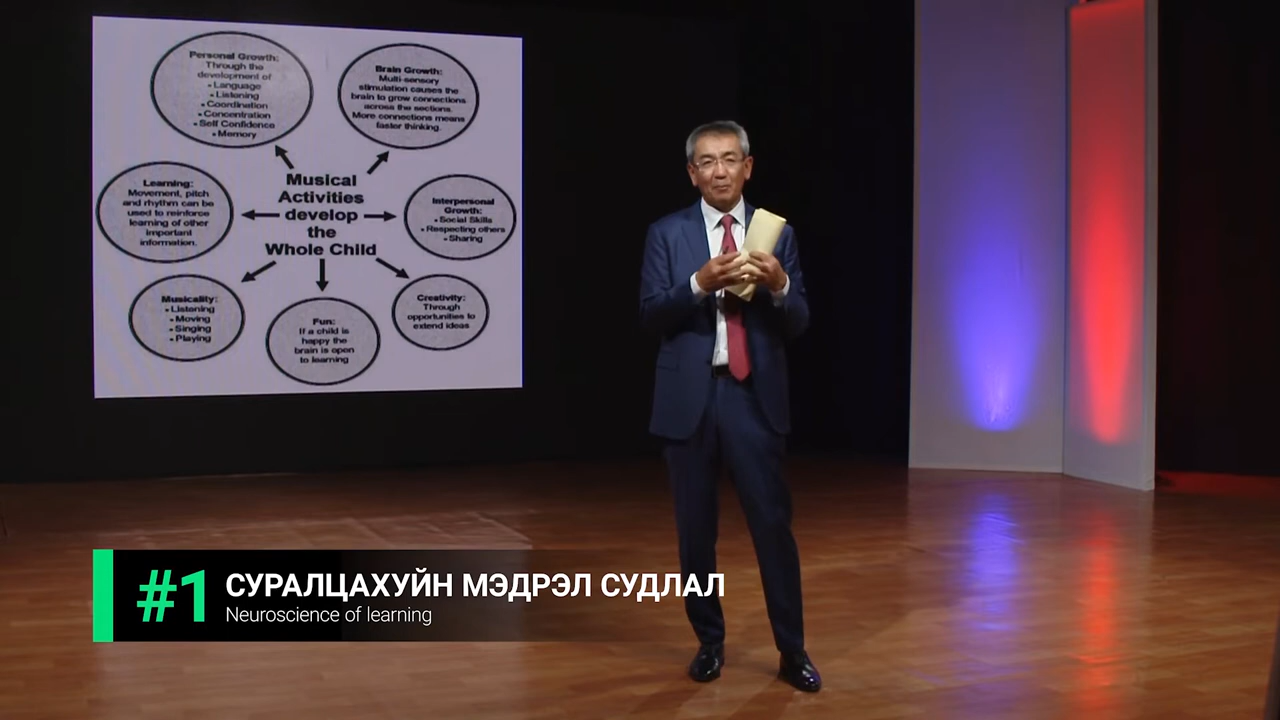 Personal Growth:
Through the
development of
• Language
• Listening
• Coordination
• Concentration
• Self Confidence
• Memory
Brain Growth:
Multi-sensory
stimulation causes the
brain to grow connections
across the sections.
More connections means
faster thinking.
Learning:
Movement, pitch
and rhythm can be
used to reinforce
learning of other
important
information.
Musical
Activities
develop
the
Whole Child
Interpersonal
Growth:
• Social Skills
• Respecting others
• Sharing
Musicality:
• Listening
• Moving
• Singing
• Playing
Fun:
If a child is
happy the
brain is open
to learning
Creativity:
Through
opportunities to
extend ideas
#1
СУРАЛЦАХУЙН МЭДРЭЛ СУДЛАЛ
Neuroscience of learning